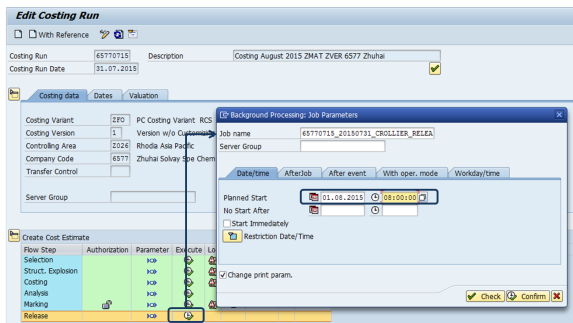 Edit Costing Run
With Reference
Costing Run 65770715 Description Costing August 2015 ZMAT ZVER 6577 Zhuhai
Costing Run Date 31.07.2015
Costing data Dates Valuation
Costing Variant ZFO PC Costing Variant RCS
Costing Version 1 Version w/o Customizi
Controlling Area Z026 Rhodia Asia Pacific
Company Code 6577 Zhuhai Solvay Spe Chem
Transfer Control
Server Group
Create Cost Estimate
Flow Step Authorization Parameter Execute Lo
Selection
Struct. Explosion
Costing
Analysis
Marking
Release
Background Processing: Job Parameters
Job name 65770715_20150731_CROLLIER_RELEA
Server Group
Date/time AfterJob After event With oper. mode Workday/time
Planned Start 01.08.2015 08:00:00
No Start After
Start Immediately
Restriction Date/Time
Change print param.
Check Confirm